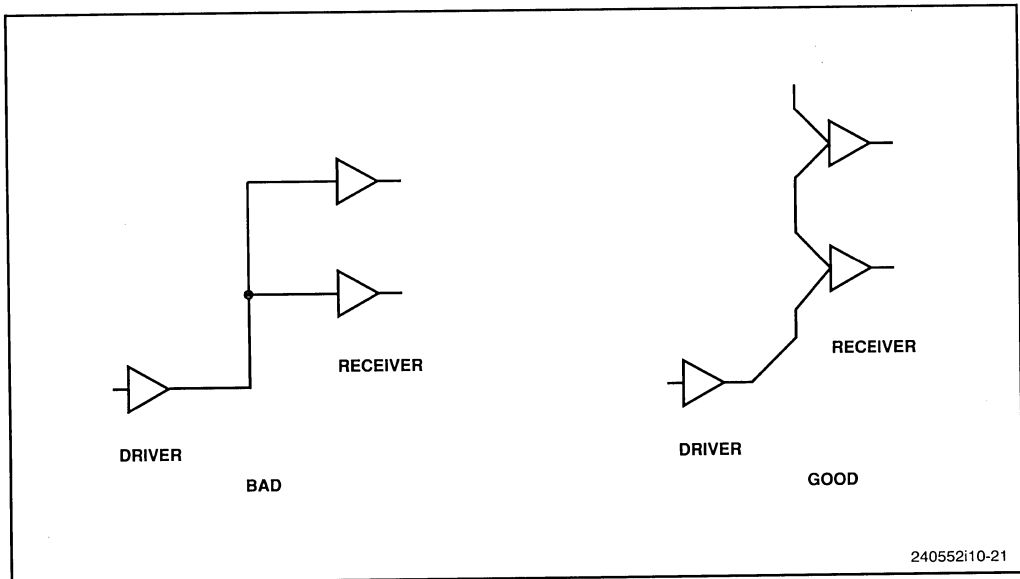 RECEIVER
DRIVER
BAD
RECEIVER
DRIVER
GOOD
240552i10-21